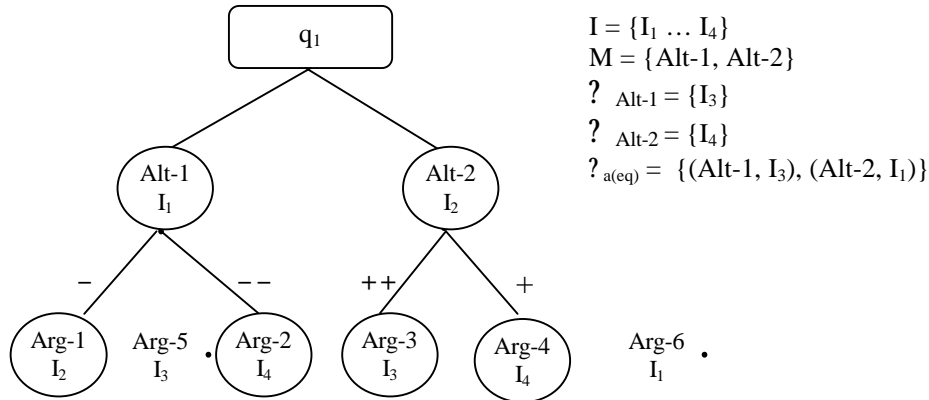 q₁
I = {I₁ … I₄}
M = {Alt-1, Alt-2}
? Alt-1 = {I₃}
? Alt-2 = {I₄}
? a(eq) = {(Alt-1, I₃), (Alt-2, I₁)}
Alt-1
I₁
Alt-2
I₂
− −− ++ +
Arg-1
I₂
Arg-5
I₃
Arg-2
I₄
Arg-3
I₃
Arg-4
I₄
Arg-6
I₁